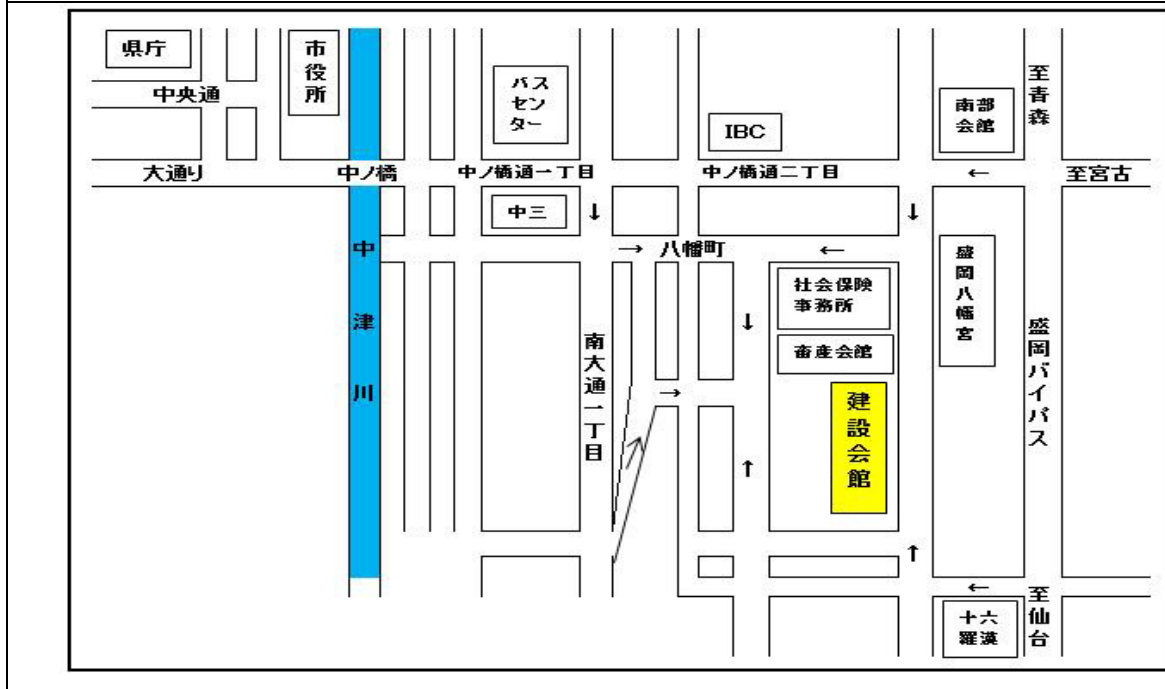 県庁
市役所
バスセンター
IBC
南部会館
至青森
中央通
大通り
中ノ橋
中ノ橋通一丁目
中ノ橋通二丁目
←
至宮古
中三
↓
↓
→
八幡町
←
中津川
社会保険事務所
畜産会館
建設会館
盛岡八幡宮
盛岡バイパス
南大通一丁目
↓
→
↑
↑
←
十六羅漢
至仙台